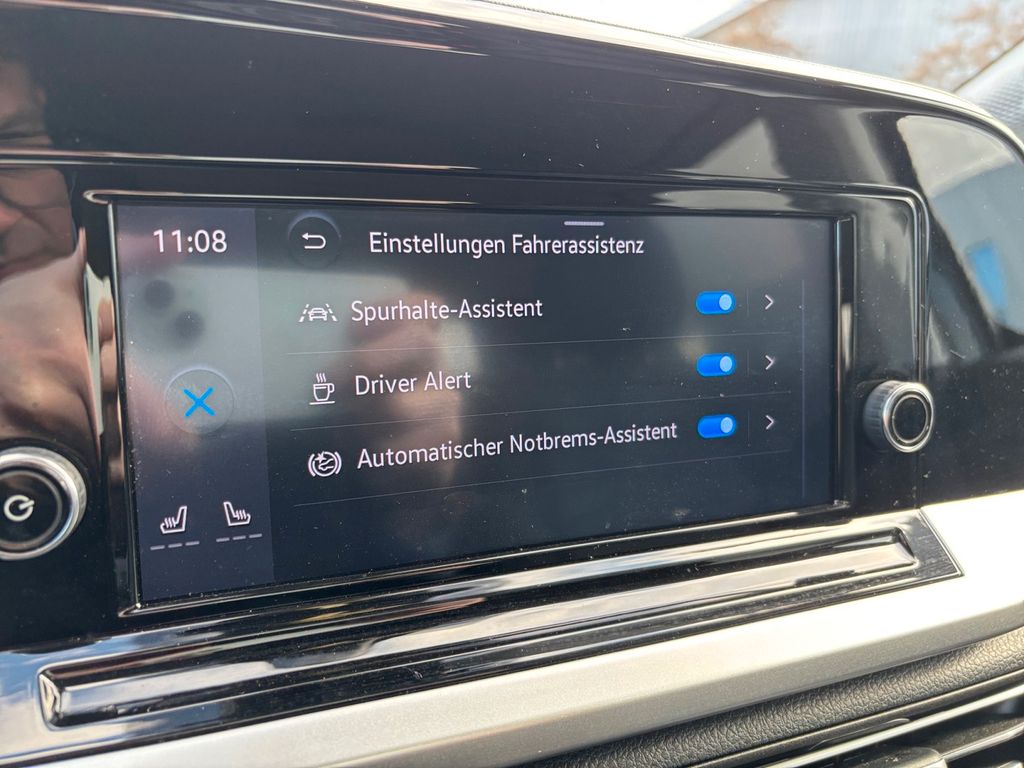 11:08
Einstellungen Fahrerassistenz
Spurhalte-Assistent
Driver Alert
Automatischer Notbrems-Assistent